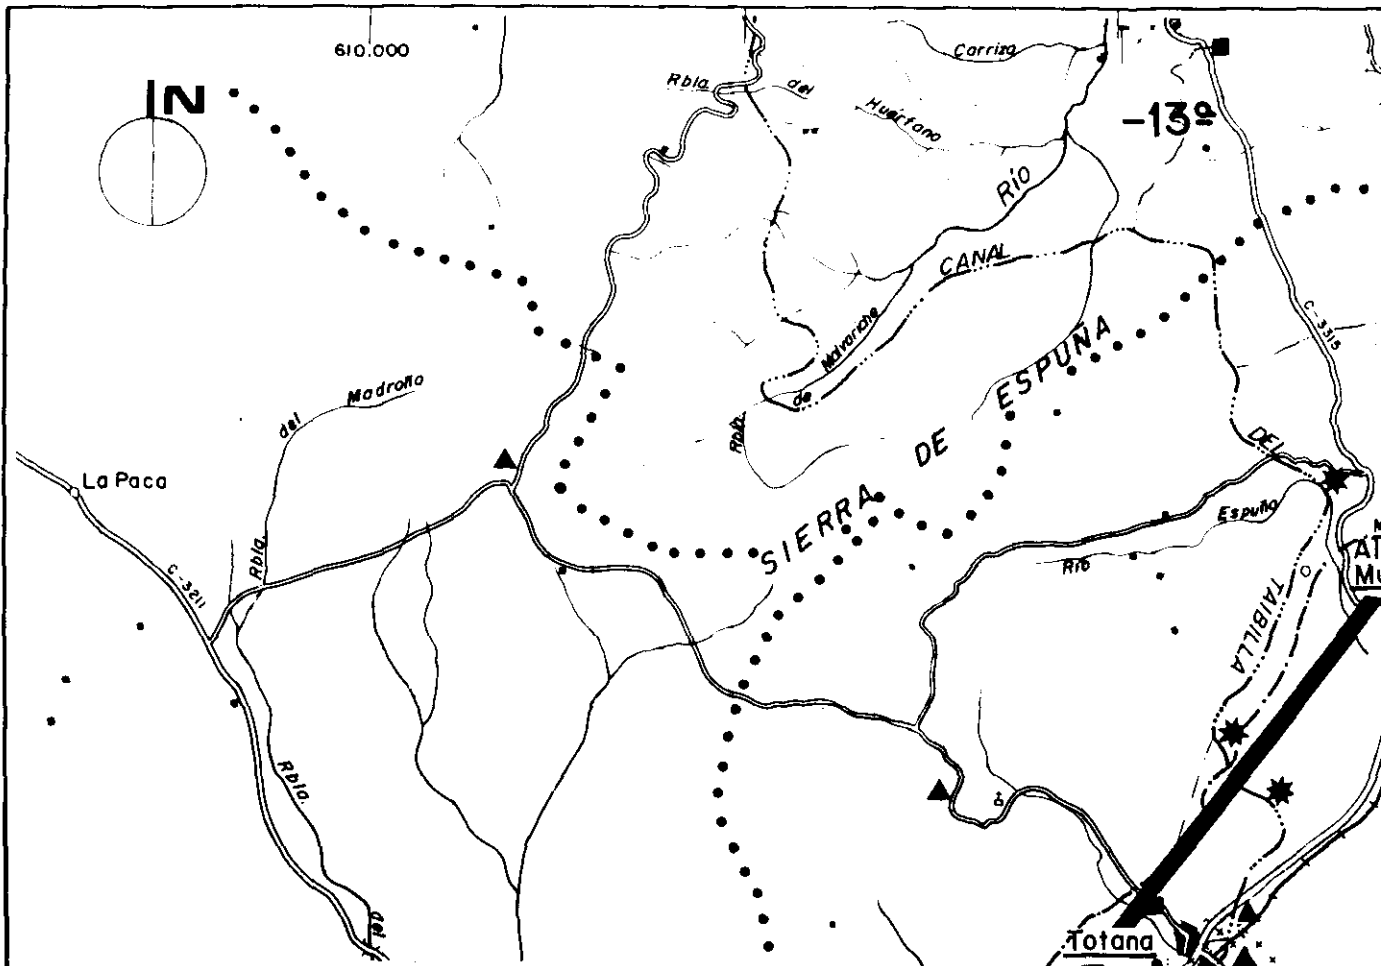 610.000
N
Rbla. del
Carriza
Huérfano
-13ª
RÍO
CANAL
C-3315
Malvariche
de
Rbla.
SIERRA DE ESPUÑA
Madroño
del
Rbla.
La Paca
C-3211
DEL
Espuña
Río
TAIBILLA
Rbla.
del
Totana